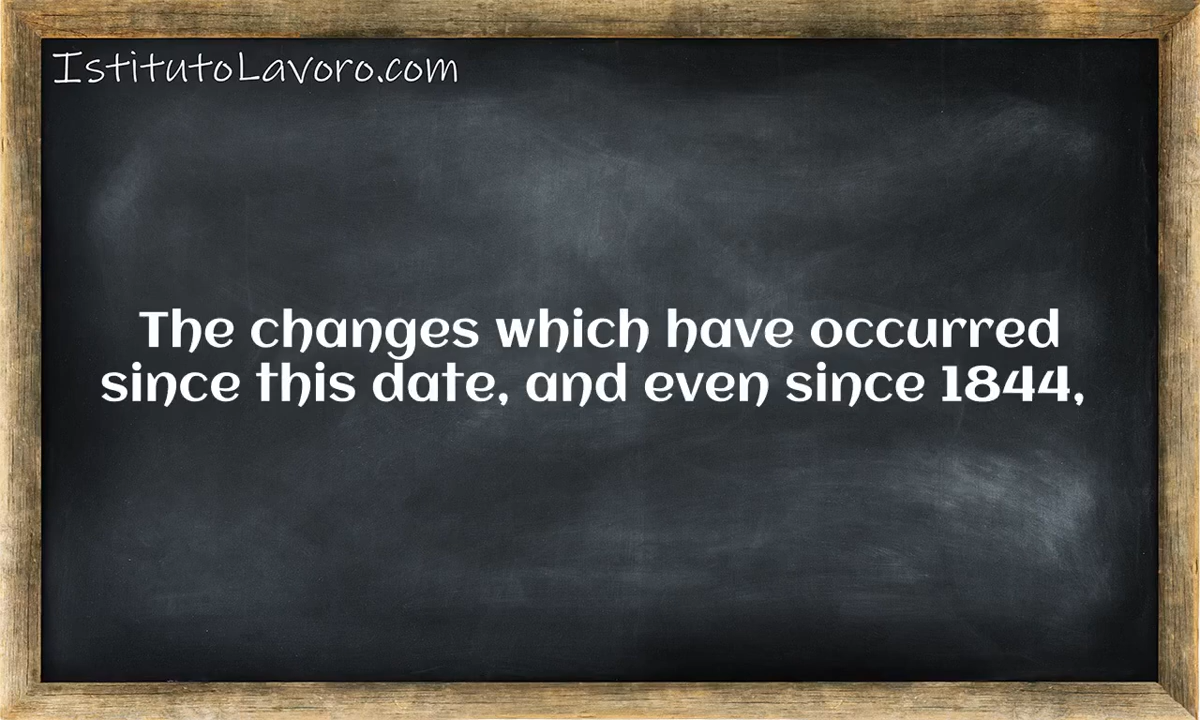 IstitutoLavoro.com
The changes which have occurred
since this date, and even since 1844,